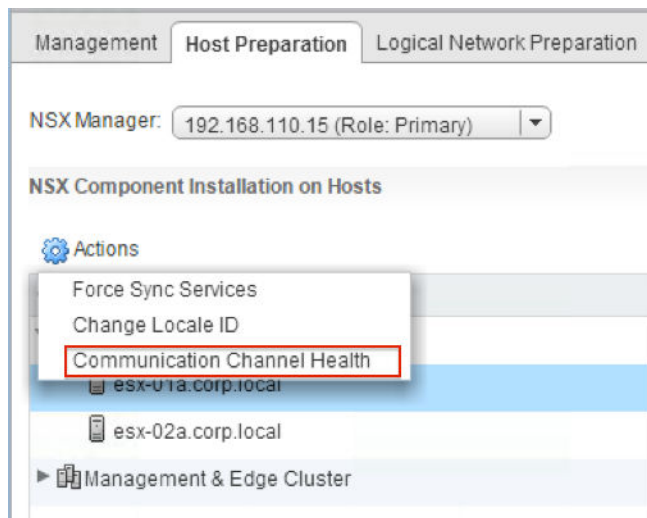 Management Host Preparation Logical Network Preparation
NSX Manager: 192.168.110.15 (Role: Primary)
NSX Component Installation on Hosts
Actions
Force Sync Services
Change Locale ID
Communication Channel Health
esx-01a.corp.local
esx-02a.corp.local
Management & Edge Cluster